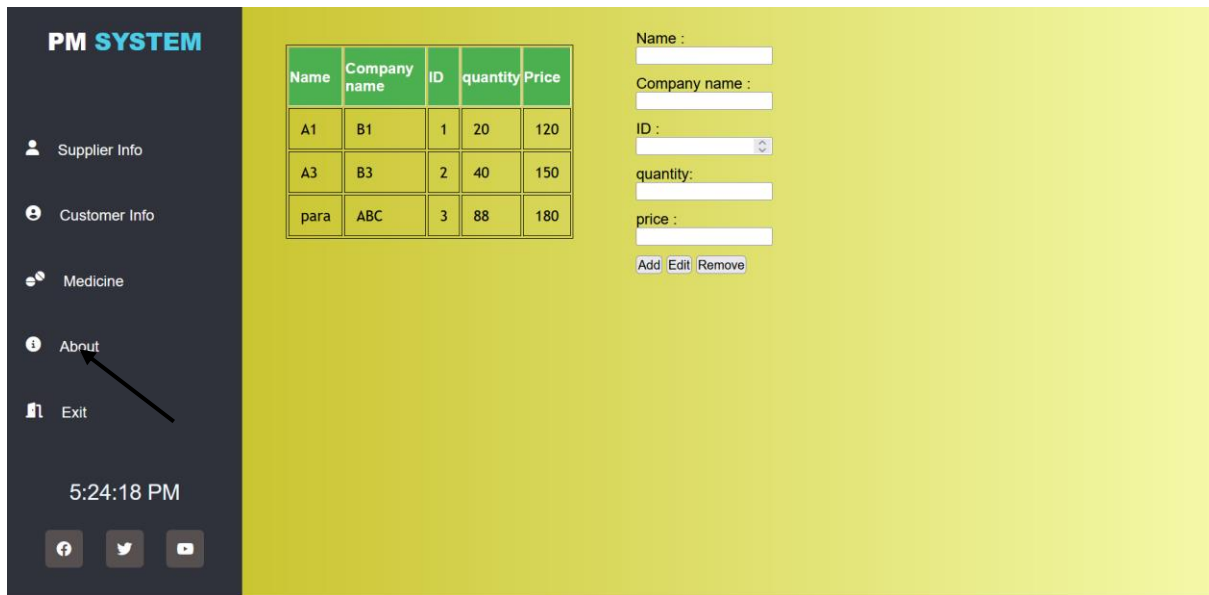 PM SYSTEM
Supplier Info
Customer Info
Medicine
About
Exit
5:24:18 PM
Name Company name ID quantity Price
A1 B1 1 20 120
A3 B3 2 40 150
para ABC 3 88 180
Name :
Company name :
ID :
quantity:
price :
Add Edit Remove